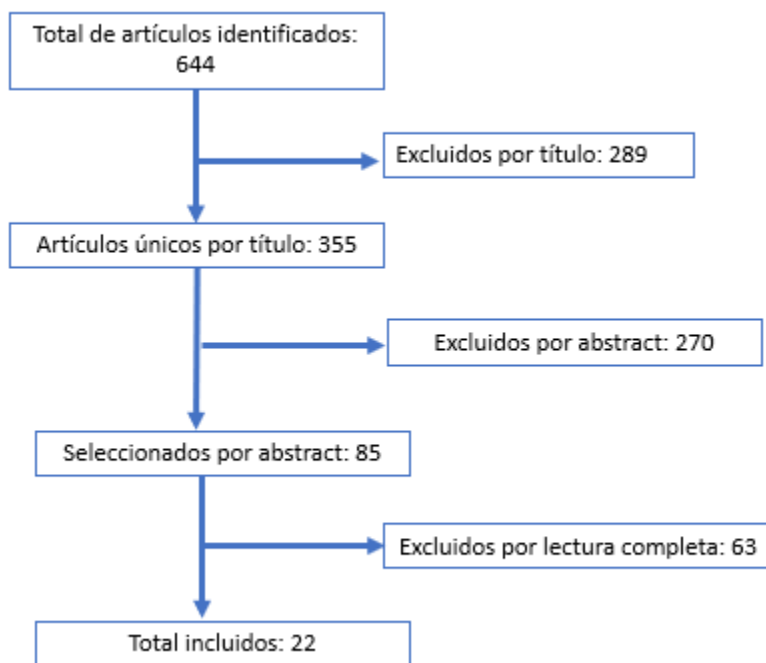 Total de artículos identificados:
644
Excluidos por título: 289
Artículos únicos por título: 355
Excluidos por abstract: 270
Seleccionados por abstract: 85
Excluidos por lectura completa: 63
Total incluidos: 22